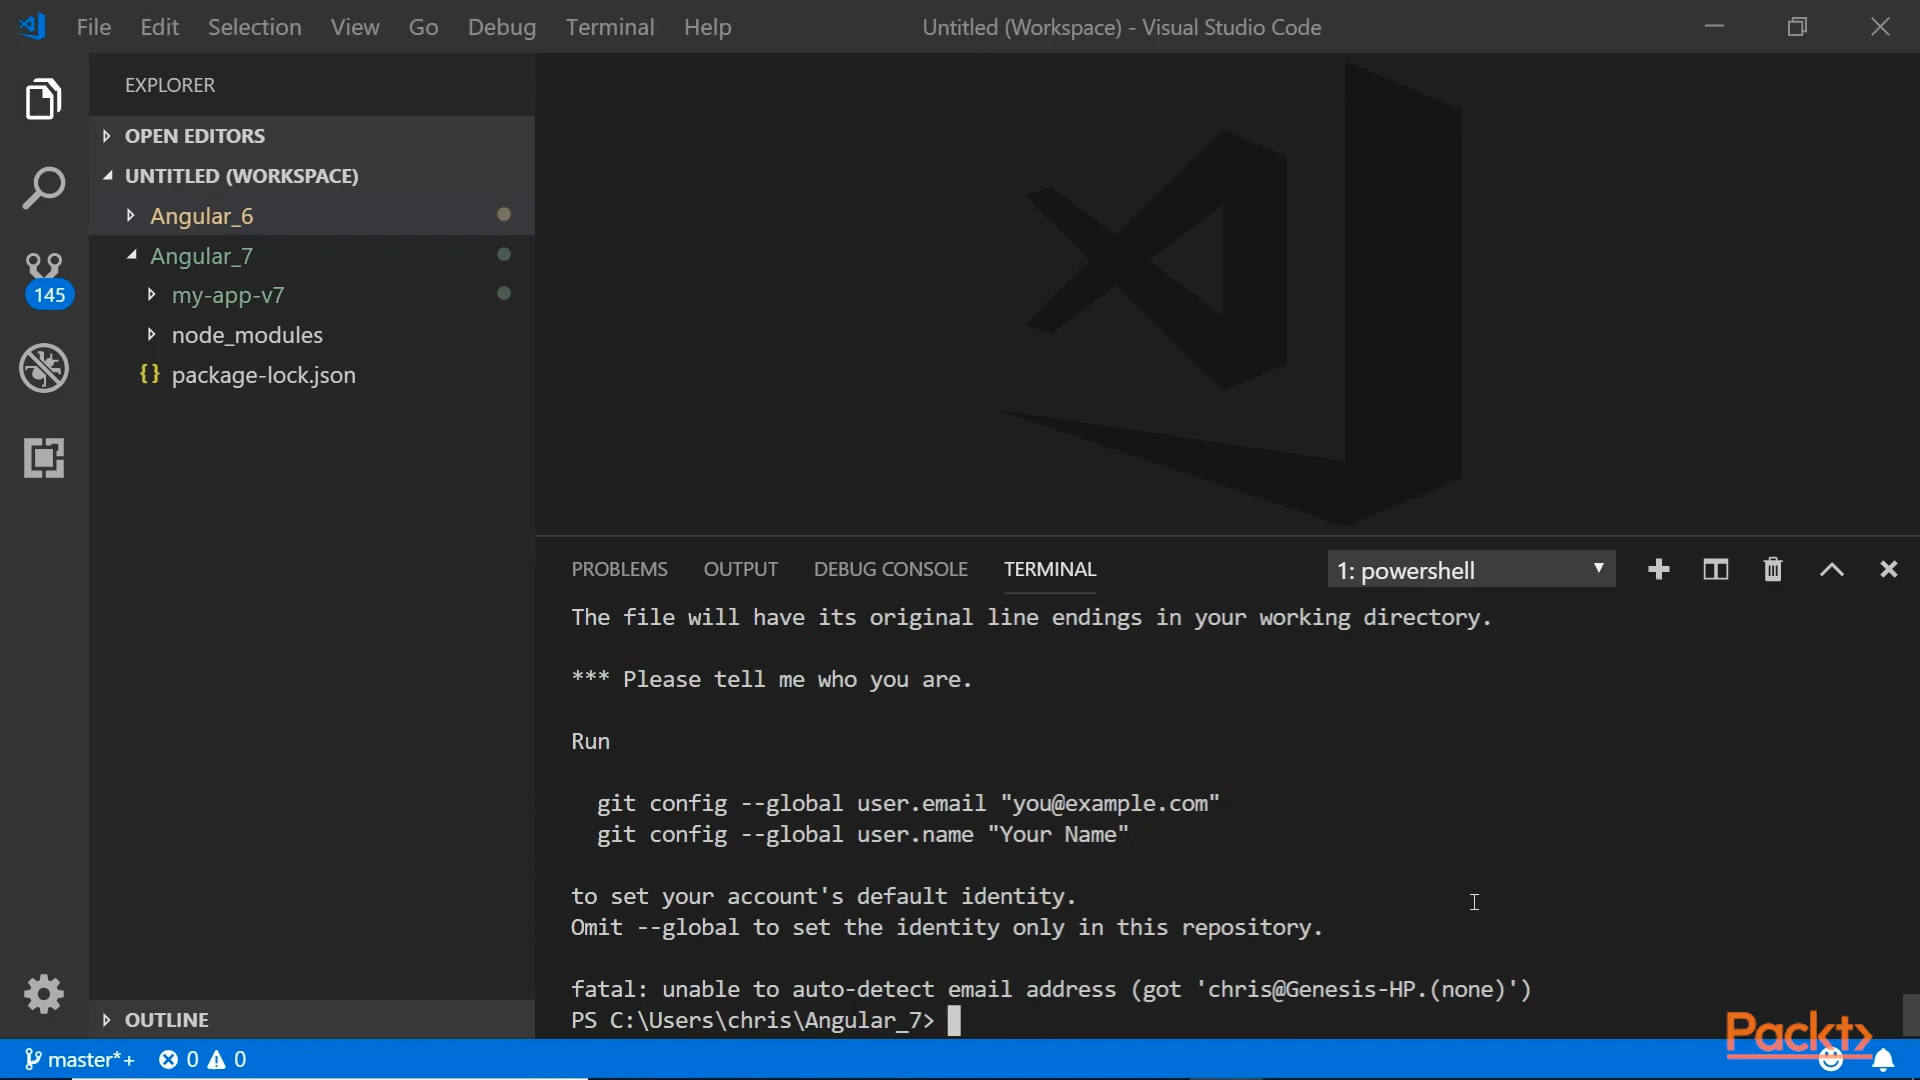 File Edit Selection View Go Debug Terminal Help
Untitled (Workspace) - Visual Studio Code
EXPLORER
OPEN EDITORS
UNTITLED (WORKSPACE)
Angular_6
Angular_7
145
my-app-v7
node_modules
{} package-lock.json
OUTLINE
PROBLEMS OUTPUT DEBUG CONSOLE TERMINAL
1: powershell
The file will have its original line endings in your working directory.
*** Please tell me who you are.
Run
git config --global user.email "you@example.com"
git config --global user.name "Your Name"
to set your account's default identity.
Omit --global to set the identity only in this repository.
fatal: unable to auto-detect email address (got 'chris@Genesis-HP.(none)')
PS C:\Users\chris\Angular_7>
Packt>
master*+ 0 0